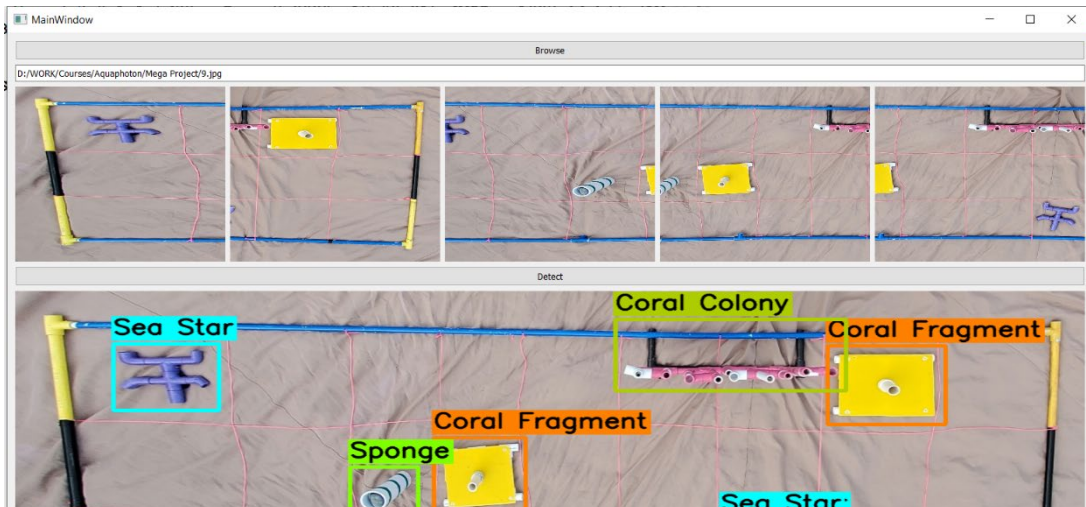 MainWindow
Browse
D:/WORK/Courses/Aquaphoton/Mega Project/9.jpg
Detect
Coral Colony
Sea Star
Coral Fragment
Coral Fragment
Sponge
Sea Star: